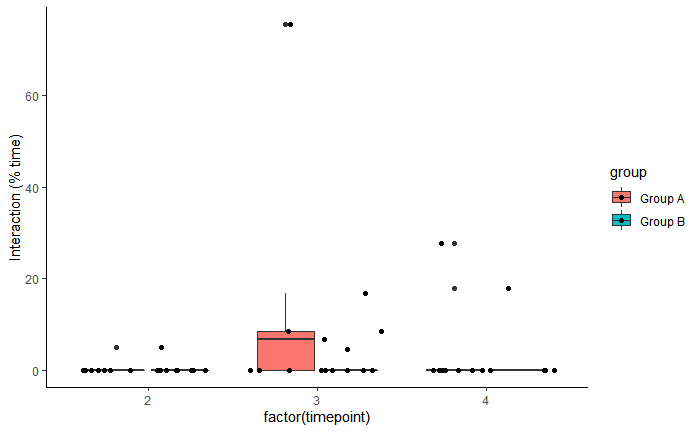 Interaction (% time)
60
40
20
0
2 3 4
factor(timepoint)
group
Group A
Group B